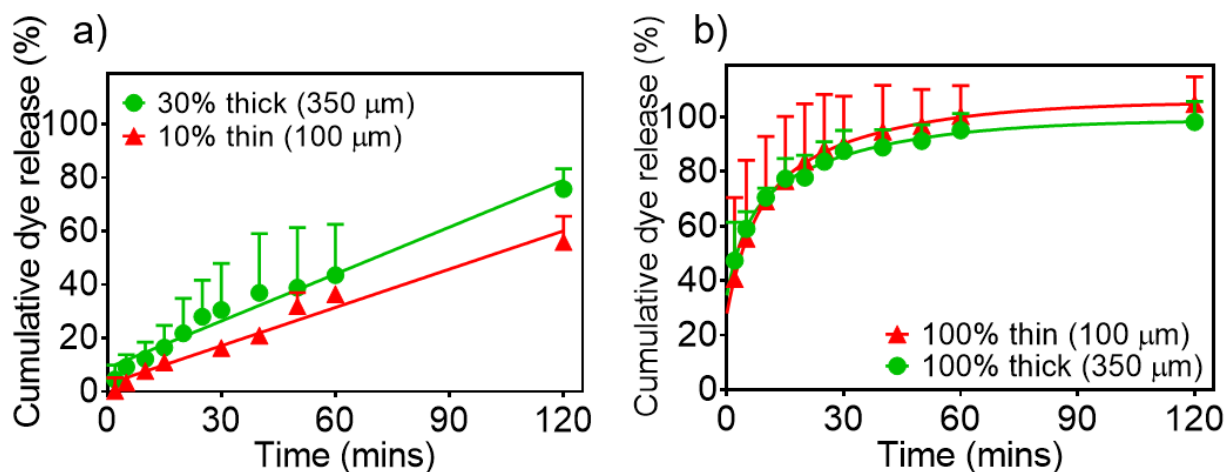 a)
Cumulative dye release (%)
100
80
60
40
20
0
30% thick (350 μm)
10% thin (100 μm)
0 30 60 90 120
Time (mins)
b)
Cumulative dye release (%)
100
80
60
40
20
0
100% thin (100 μm)
100% thick (350 μm)
0 30 60 90 120
Time (mins)